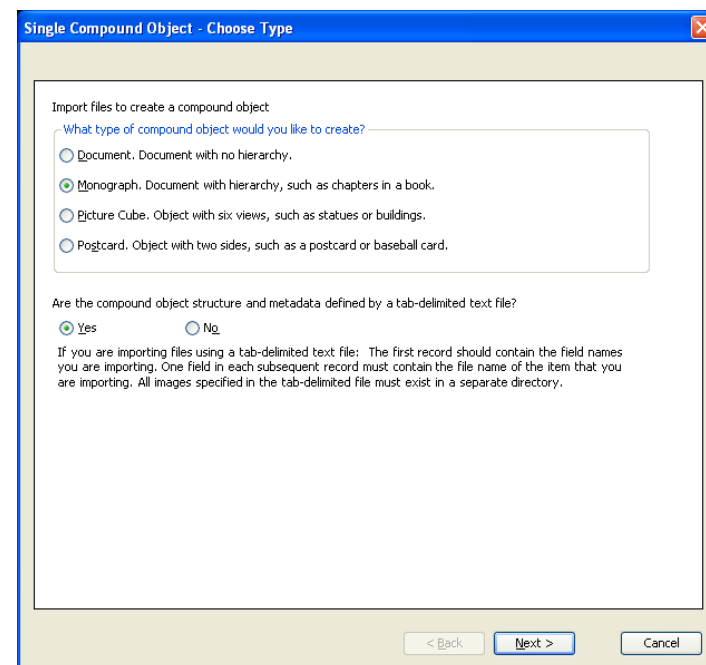 Single Compound Object - Choose Type
Import files to create a compound object
What type of compound object would you like to create?
Document. Document with no hierarchy.
Monograph. Document with hierarchy, such as chapters in a book.
Picture Cube. Object with six views, such as statues or buildings.
Postcard. Object with two sides, such as a postcard or baseball card.
Are the compound object structure and metadata defined by a tab-delimited text file?
Yes No
If you are importing files using a tab-delimited text file: The first record should contain the field names
you are importing. One field in each subsequent record must contain the file name of the item that you
are importing. All images specified in the tab-delimited file must exist in a separate directory.
< Back Next > Cancel